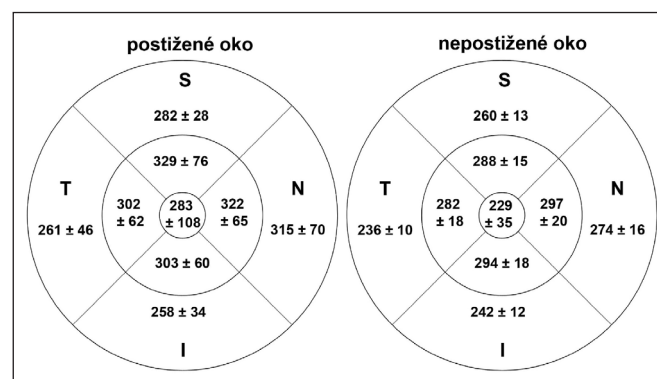 postižené oko
S
282 ± 28
329 ± 76
T
N
302
± 62
283
± 108
322
± 65
261 ± 46
315 ± 70
303 ± 60
258 ± 34
I
nepostižené oko
S
260 ± 13
288 ± 15
T
N
282
± 18
229
± 35
297
± 20
236 ± 10
274 ± 16
294 ± 18
242 ± 12
I